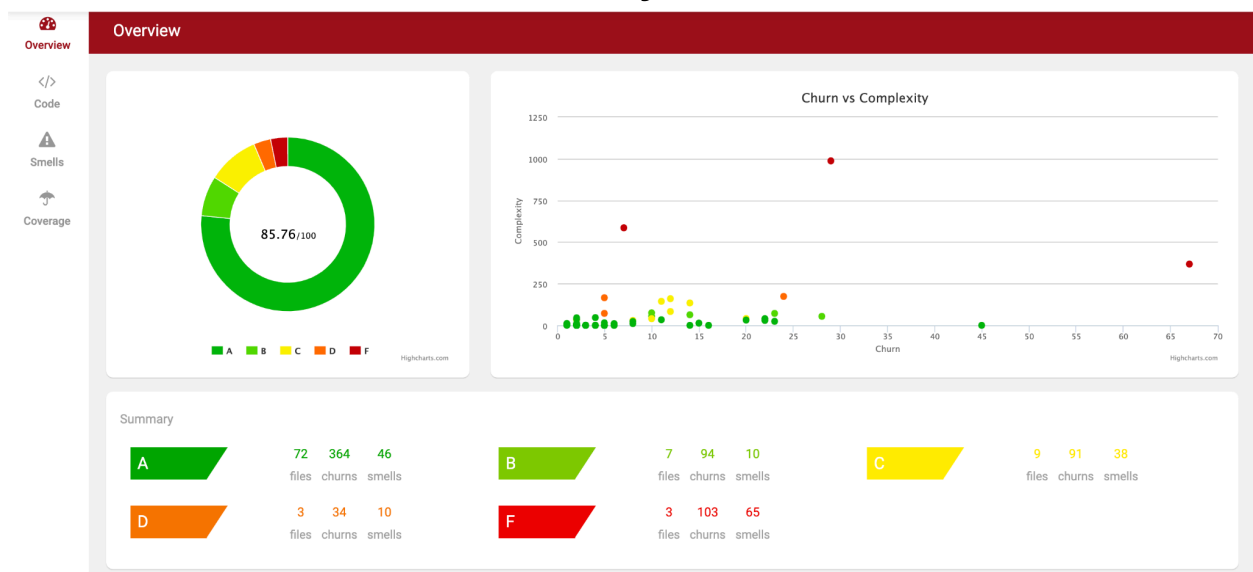 Overview
Overview
Code
Smells
Coverage
85.76/100
A B C D F
Highcharts.com
Churn vs Complexity
1250
1000
750
500
250
0
Complexity
0 5 10 15 20 25 30 35 40 45 50 55 60 65 70
Churn
Highcharts.com
Summary
A
72 364 46
files churns smells
B
7 94 10
files churns smells
C
9 91 38
files churns smells
D
3 34 10
files churns smells
F
3 103 65
files churns smells